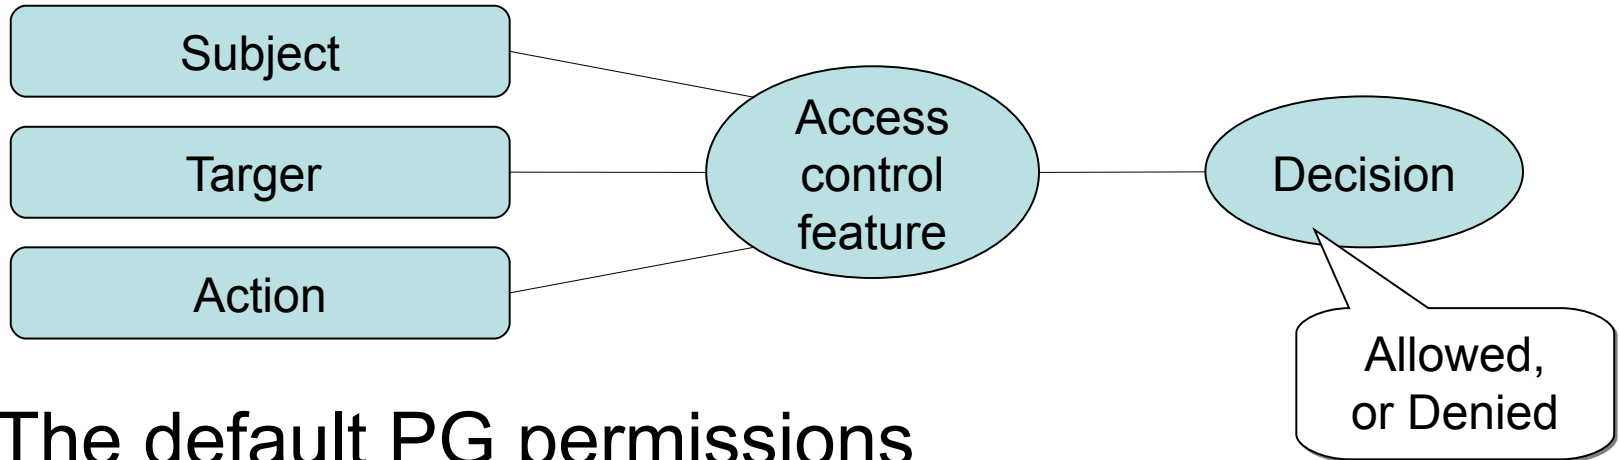 Subject
Targer
Action
Access
control
feature
Decision
Allowed,
or Denied
The default PG permissions